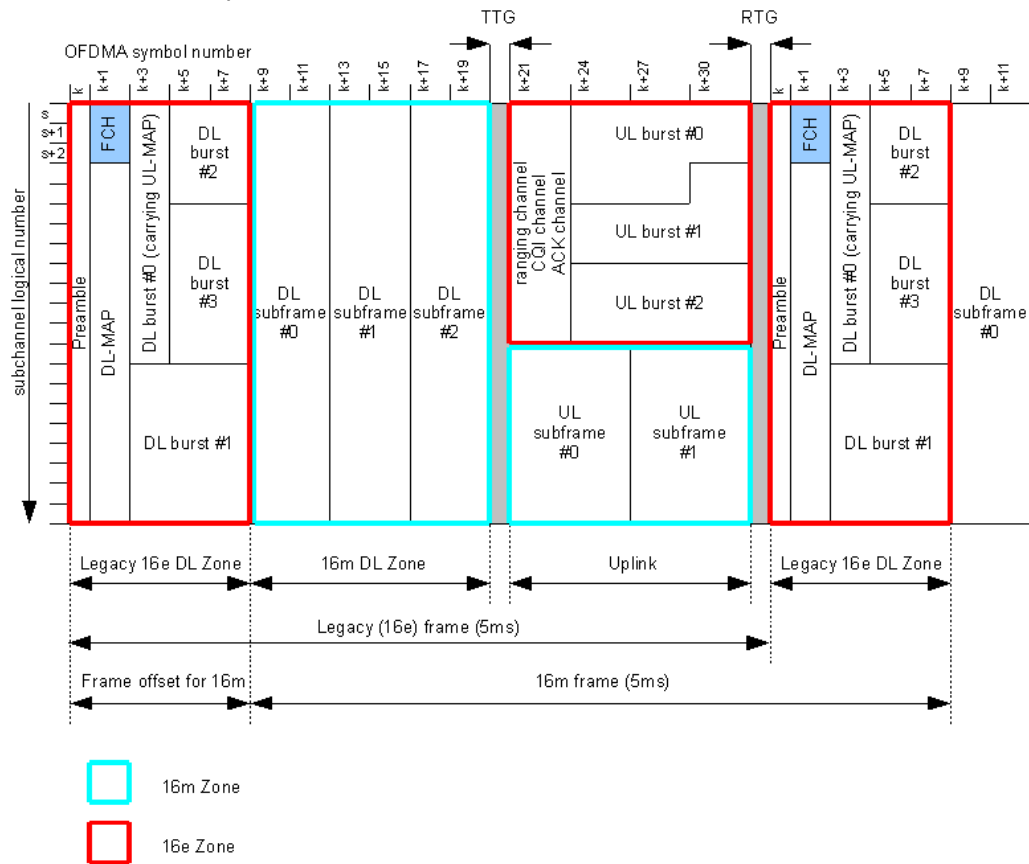 TTG
RTG
OFDMA symbol number
k
k+1
k+3
k+5
k+7
k+9
k+11
k+13
k+15
k+17
k+19
k+21
k+24
k+27
k+30
k
k+1
k+3
k+5
k+7
k+9
k+11
s
s+1
s+2
subchannel logical number
Preamble
FCH
DL-MAP
DL burst #0 (carrying UL-MAP)
DL
burst
#2
DL
burst
#3
DL burst #1
DL
subframe
#0
DL
subframe
#1
DL
subframe
#2
ranging channel
CQI channel
ACK channel
UL burst #0
UL burst #1
UL burst #2
UL
subframe
#0
UL
subframe
#1
Preamble
FCH
DL-MAP
DL burst #0 (carrying UL-MAP)
DL
burst
#2
DL
burst
#3
DL burst #1
DL
subframe
#0
Legacy 16e DL Zone
16m DL Zone
Uplink
Legacy 16e DL Zone
Legacy (16e) frame (5ms)
Frame offset for 16m
16m frame (5ms)
16m Zone
16e Zone